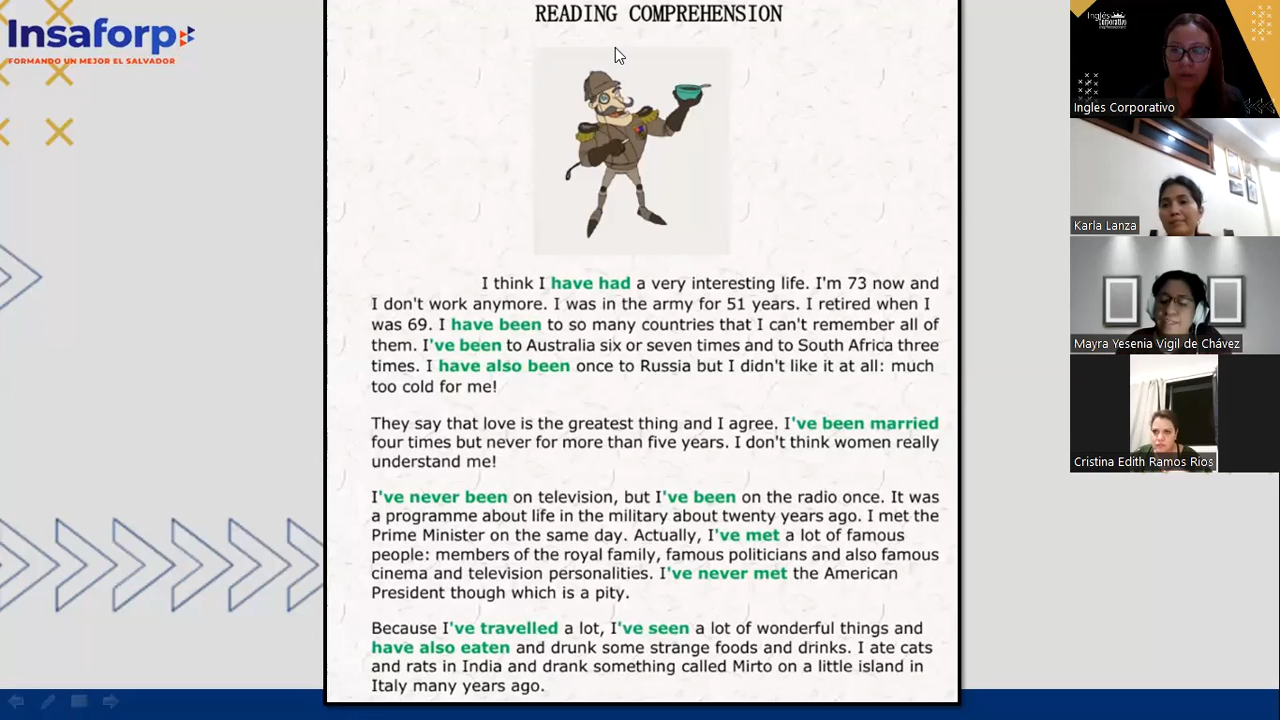 Insaforp
FORMANDO UN MEJOR EL SALVADOR
READING COMPREHENSION
I think I have had a very interesting life. I'm 73 now and
I don't work anymore. I was in the army for 51 years. I retired when I
was 69. I have been to so many countries that I can't remember all of
them. I've been to Australia six or seven times and to South Africa three
times. I have also been once to Russia but I didn't like it at all: much
too cold for me!
They say that love is the greatest thing and I agree. I've been married
four times but never for more than five years. I don't think women really
understand me!
I've never been on television, but I've been on the radio once. It was
a programme about life in the military about twenty years ago. I met the
Prime Minister on the same day. Actually, I've met a lot of famous
people: members of the royal family, famous politicians and also famous
cinema and television personalities. I've never met the American
President though which is a pity.
Because I've travelled a lot, I've seen a lot of wonderful things and
have also eaten and drunk some strange foods and drinks. I ate cats
and rats in India and drank something called Mirto on a little island in
Italy many years ago.
Inglés
Corporativo
Ingles Corporativo
Karla Lanza
Mayra Yesenia Vigil de Chávez
Cristina Edith Ramos Rios